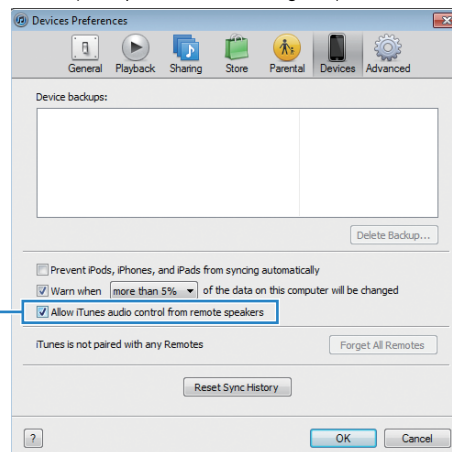 Devices Preferences
General Playback Sharing Store Parental Devices Advanced
Device backups:
Delete Backup...
Prevent iPods, iPhones, and iPads from syncing automatically
Warn when more than 5% of the data on this computer will be changed
Allow iTunes audio control from remote speakers
iTunes is not paired with any Remotes Forget All Remotes
Reset Sync History
? OK Cancel